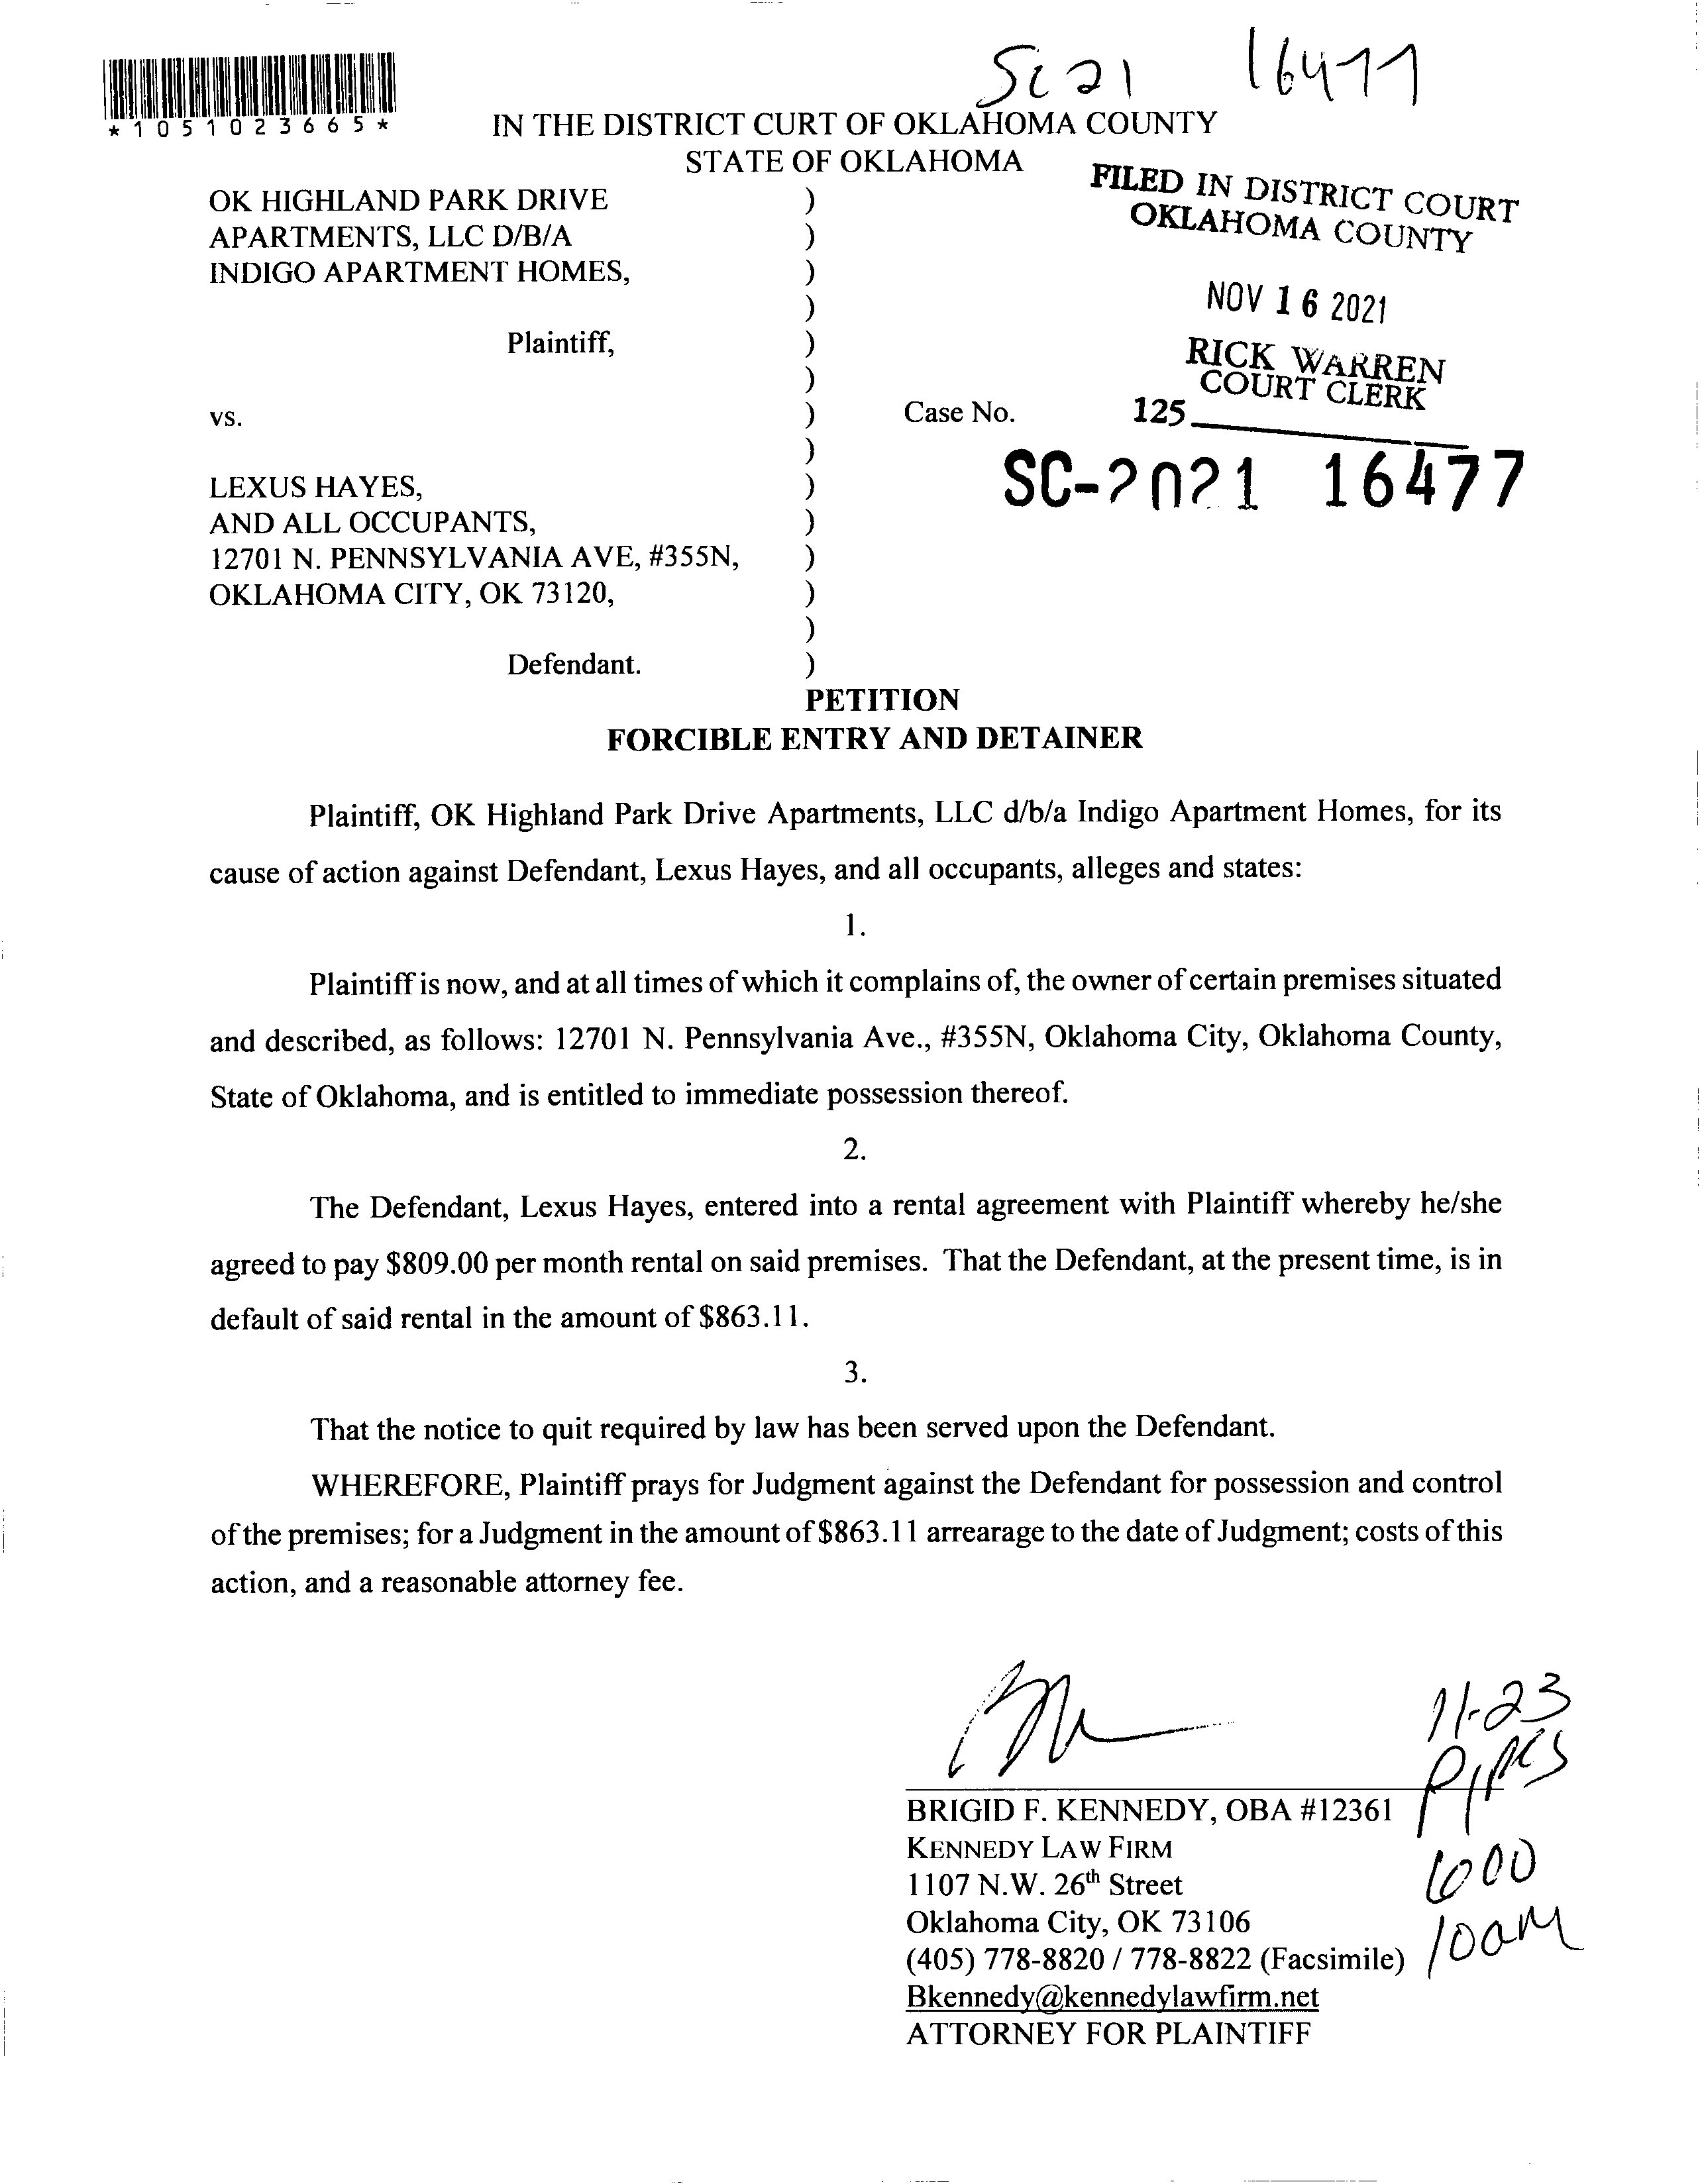 SC 21 16477
*1051023665*
IN THE DISTRICT CURT OF OKLAHOMA COUNTY
STATE OF OKLAHOMA
FILED IN DISTRICT COURT
OKLAHOMA COUNTY
NOV 16 2021
RICK WARREN
COURT CLERK
125
OK HIGHLAND PARK DRIVE )
APARTMENTS, LLC D/B/A )
INDIGO APARTMENT HOMES, )
)
Plaintiff, )
)
vs. ) Case No.
)
SC-2021 16477
LEXUS HAYES, )
AND ALL OCCUPANTS, )
12701 N. PENNSYLVANIA AVE, #355N, )
OKLAHOMA CITY, OK 73120, )
)
Defendant. )
PETITION
FORCIBLE ENTRY AND DETAINER
Plaintiff, OK Highland Park Drive Apartments, LLC d/b/a Indigo Apartment Homes, for its
cause of action against Defendant, Lexus Hayes, and all occupants, alleges and states:
1.
Plaintiff is now, and at all times of which it complains of, the owner of certain premises situated
and described, as follows: 12701 N. Pennsylvania Ave., #355N, Oklahoma City, Oklahoma County,
State of Oklahoma, and is entitled to immediate possession thereof.
2.
The Defendant, Lexus Hayes, entered into a rental agreement with Plaintiff whereby he/she
agreed to pay $809.00 per month rental on said premises. That the Defendant, at the present time, is in
default of said rental in the amount of $863.11.
3.
That the notice to quit required by law has been served upon the Defendant.
WHEREFORE, Plaintiff prays for Judgment against the Defendant for possession and control
of the premises; for a Judgment in the amount of $863.11 arrearage to the date of Judgment; costs of this
action, and a reasonable attorney fee.
11-23
BRIGID F. KENNEDY, OBA #12361
KENNEDY LAW FIRM
1107 N.W. 26th Street
Oklahoma City, OK 73106
(405) 778-8820 / 778-8822 (Facsimile)
10am
Bkennedy@kennedylawfirm.net
ATTORNEY FOR PLAINTIFF